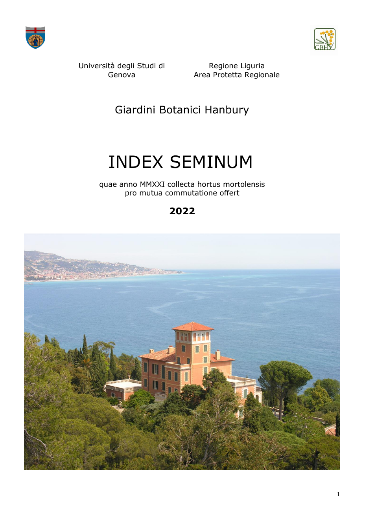 GBH
Università degli Studi di Genova
Regione Liguria
Area Protetta Regionale
Giardini Botanici Hanbury
INDEX SEMINUM
quae anno MMXXI collecta hortus mortolensis
pro mutua commutatione offert
2022
1